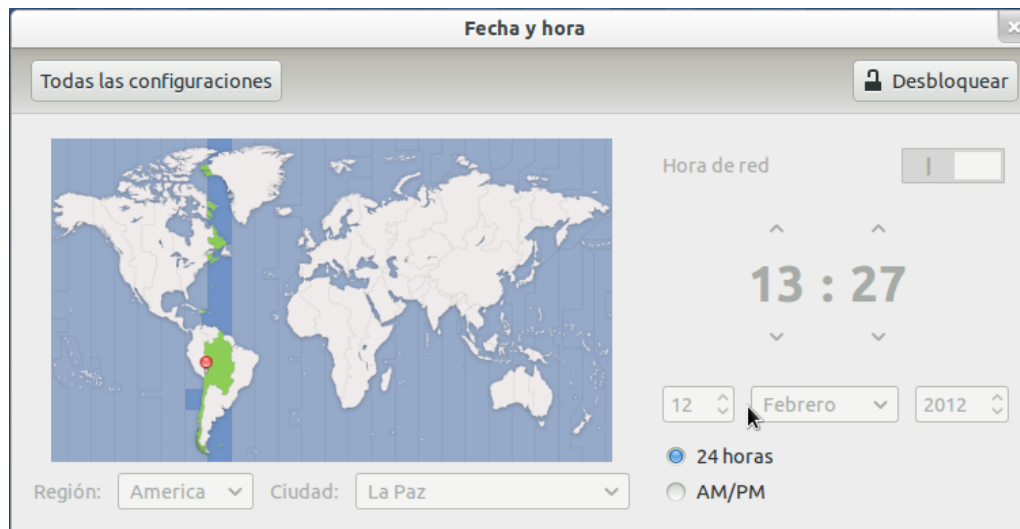 Fecha y hora
Todas las configuraciones
Desbloquear
Hora de red
13 : 27
12 Febrero 2012
24 horas
AM/PM
Región: America Ciudad: La Paz